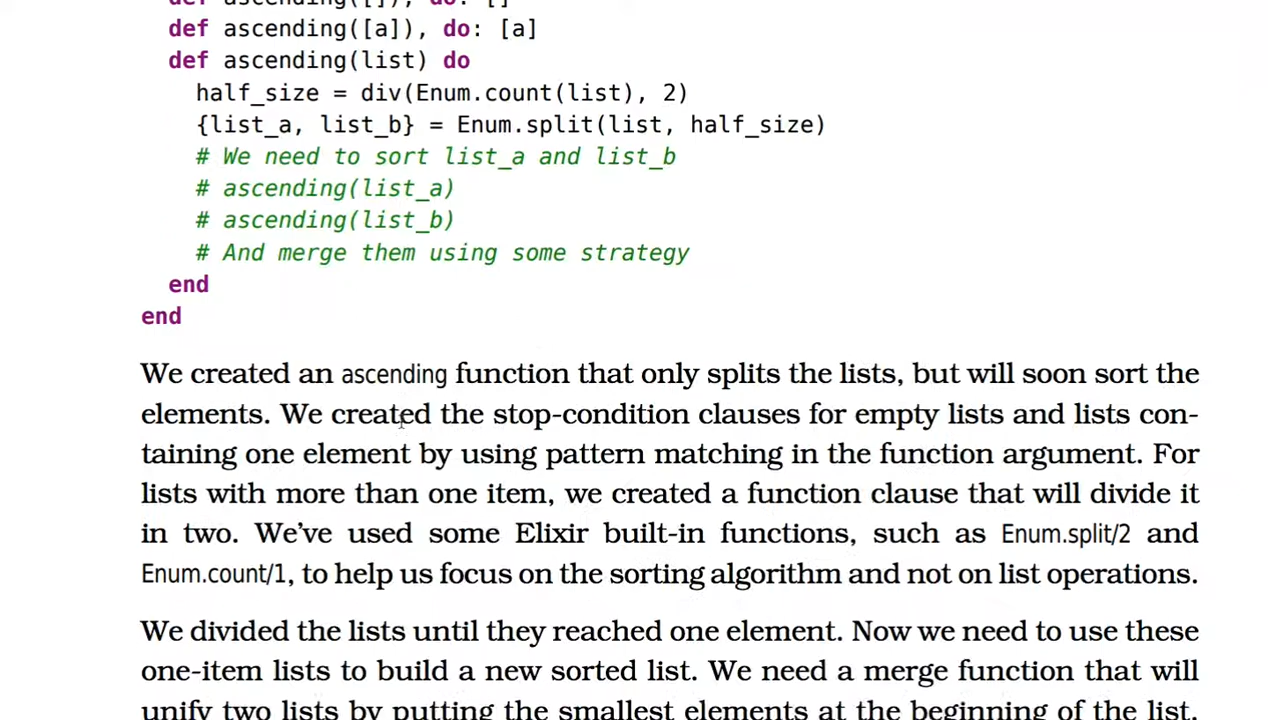 def ascending([]), do: []
def ascending([a]), do: [a]
def ascending(list) do
half_size = div(Enum.count(list), 2)
{list_a, list_b} = Enum.split(list, half_size)
# We need to sort list_a and list_b
# ascending(list_a)
# ascending(list_b)
# And merge them using some strategy
end
end
We created an ascending function that only splits the lists, but will soon sort the
elements. We created the stop-condition clauses for empty lists and lists con-
taining one element by using pattern matching in the function argument. For
lists with more than one item, we created a function clause that will divide it
in two. We’ve used some Elixir built-in functions, such as Enum.split/2 and
Enum.count/1, to help us focus on the sorting algorithm and not on list operations.
We divided the lists until they reached one element. Now we need to use these
one-item lists to build a new sorted list. We need a merge function that will
unify two lists by putting the smallest elements at the beginning of the list.